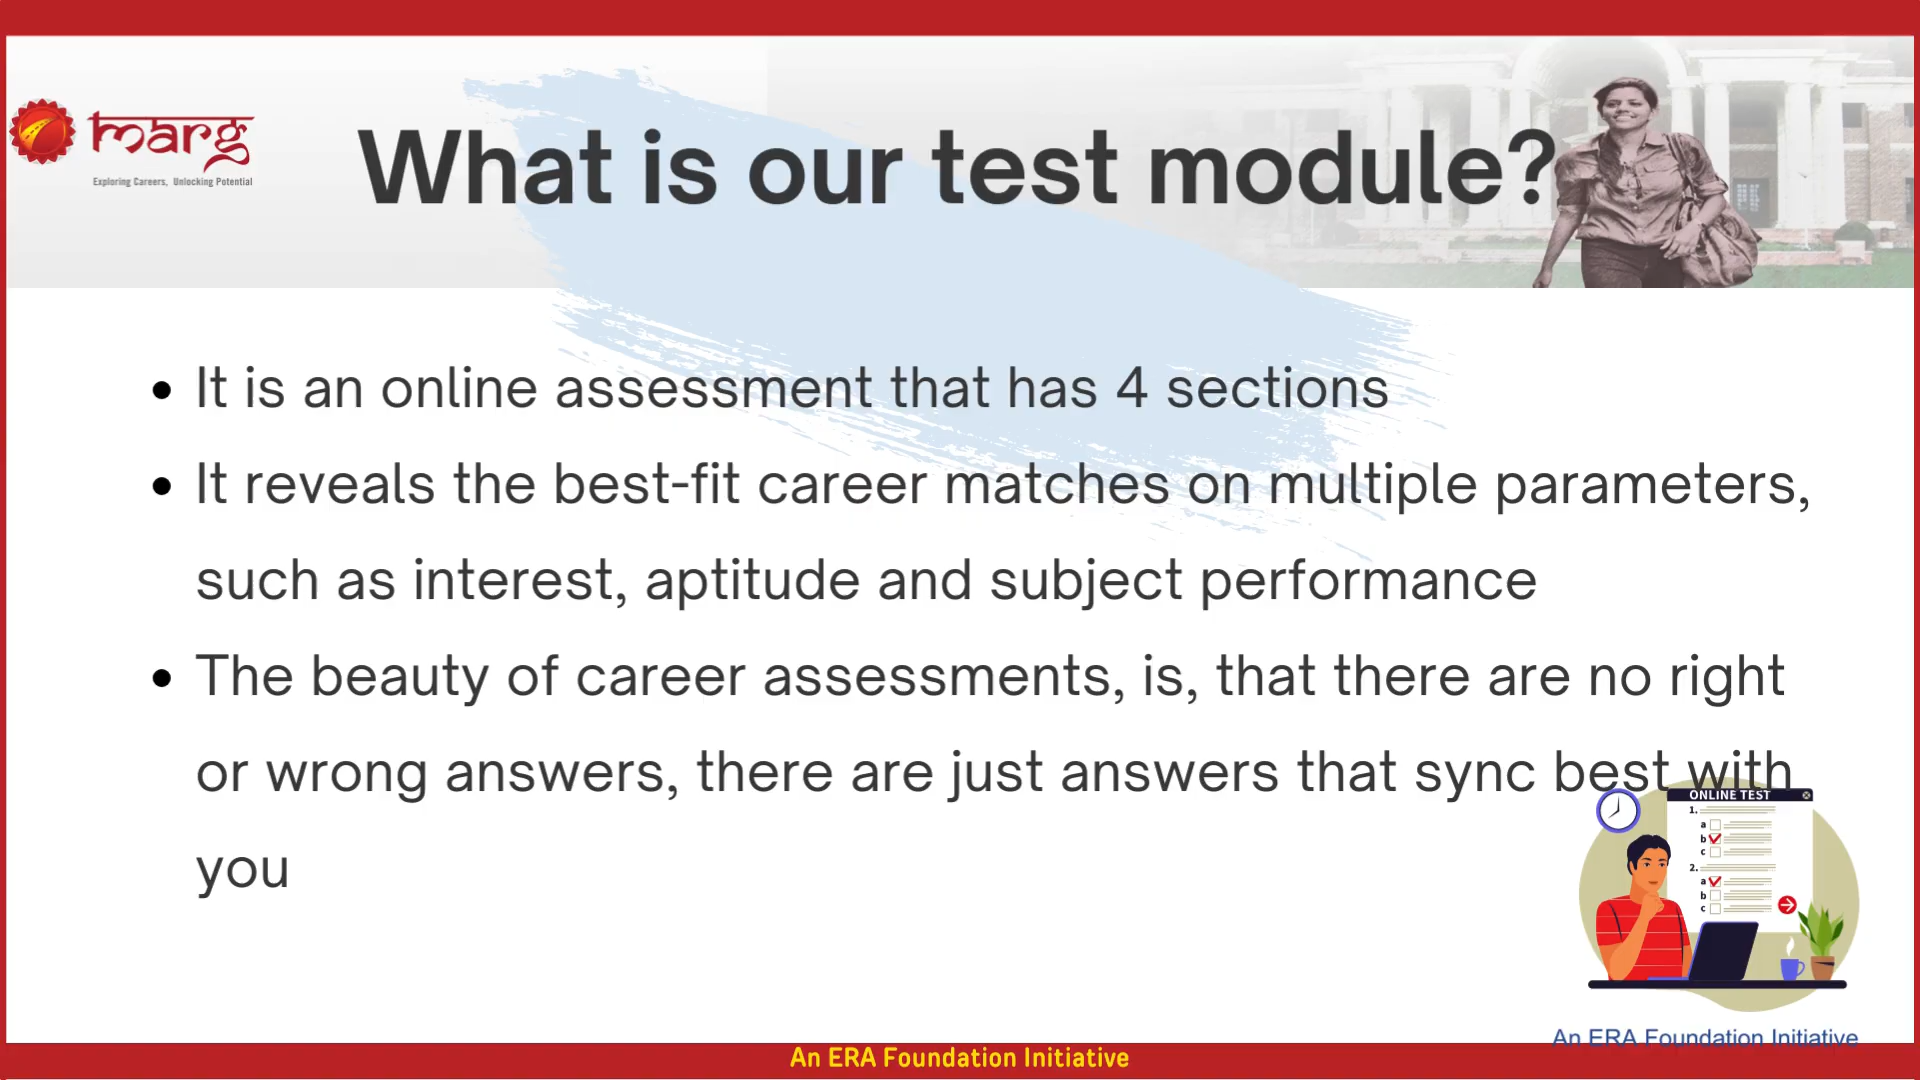 marg
Exploring Careers, Unlocking Potential
What is our test module?
It is an online assessment that has 4 sections
It reveals the best-fit career matches on multiple parameters,
such as interest, aptitude and subject performance
The beauty of career assessments, is, that there are no right
or wrong answers, there are just answers that sync best with
you
ONLINE TEST
1.
a
b
c
2.
a
b
c
An ERA Foundation Initiative
An ERA Foundation Initiative